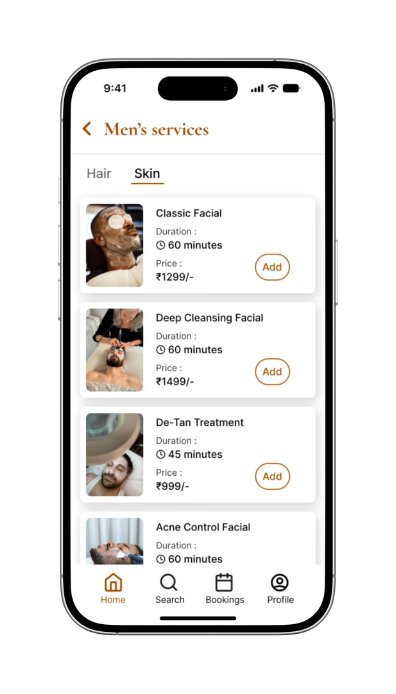 9:41
Men's services
Hair Skin
Classic Facial
Duration :
60 minutes
Price :
₹1299/-
Add
Deep Cleansing Facial
Duration :
60 minutes
Price :
₹1499/-
Add
De-Tan Treatment
Duration :
45 minutes
Price :
₹999/-
Add
Acne Control Facial
Duration :
60 minutes
Home Search Bookings Profile